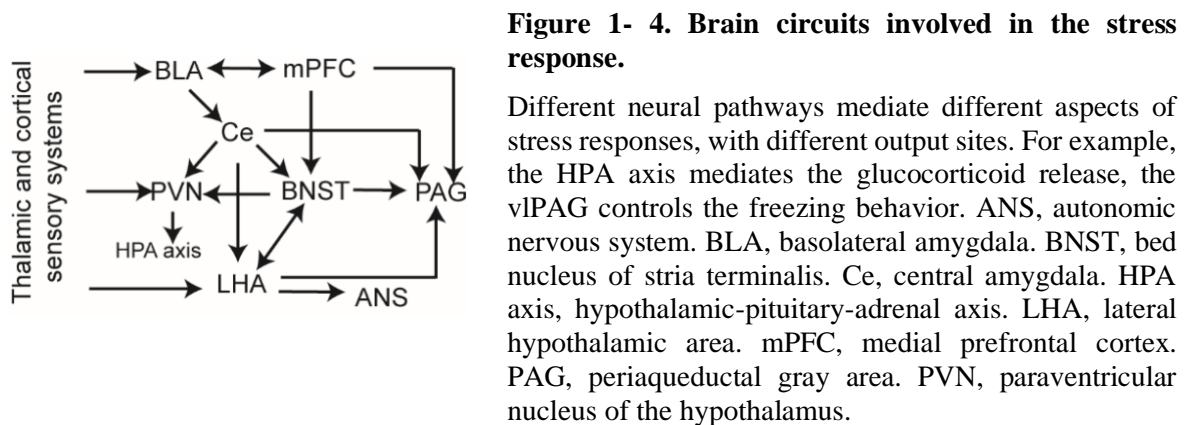 Thalamic and cortical
sensory systems
BLA mPFC
Ce
PVN BNST PAG
HPA axis
LHA ANS
Figure 1- 4. Brain circuits involved in the stress
response.
Different neural pathways mediate different aspects of
stress responses, with different output sites. For example,
the HPA axis mediates the glucocorticoid release, the
vlPAG controls the freezing behavior. ANS, autonomic
nervous system. BLA, basolateral amygdala. BNST, bed
nucleus of stria terminalis. Ce, central amygdala. HPA
axis, hypothalamic-pituitary-adrenal axis. LHA, lateral
hypothalamic area. mPFC, medial prefrontal cortex.
PAG, periaqueductal gray area. PVN, paraventricular
nucleus of the hypothalamus.